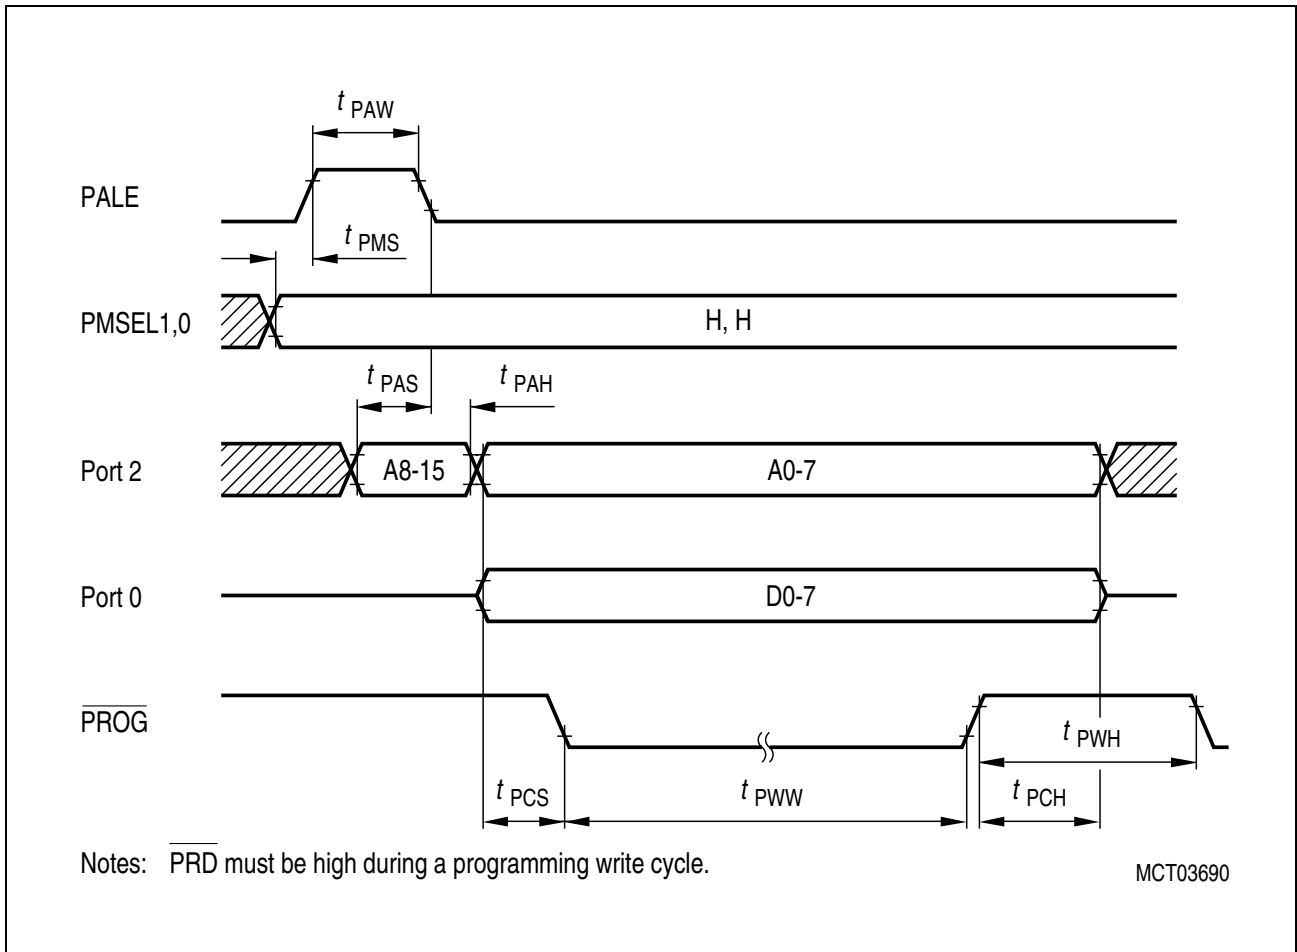 t PAW
PALE
t PMS
PMSEL1,0
H, H
t PAS
t PAH
Port 2
A8-15
A0-7
Port 0
D0-7
PROG
t PWH
t PCS
t PWW
t PCH
Notes: PRD must be high during a programming write cycle.
MCT03690